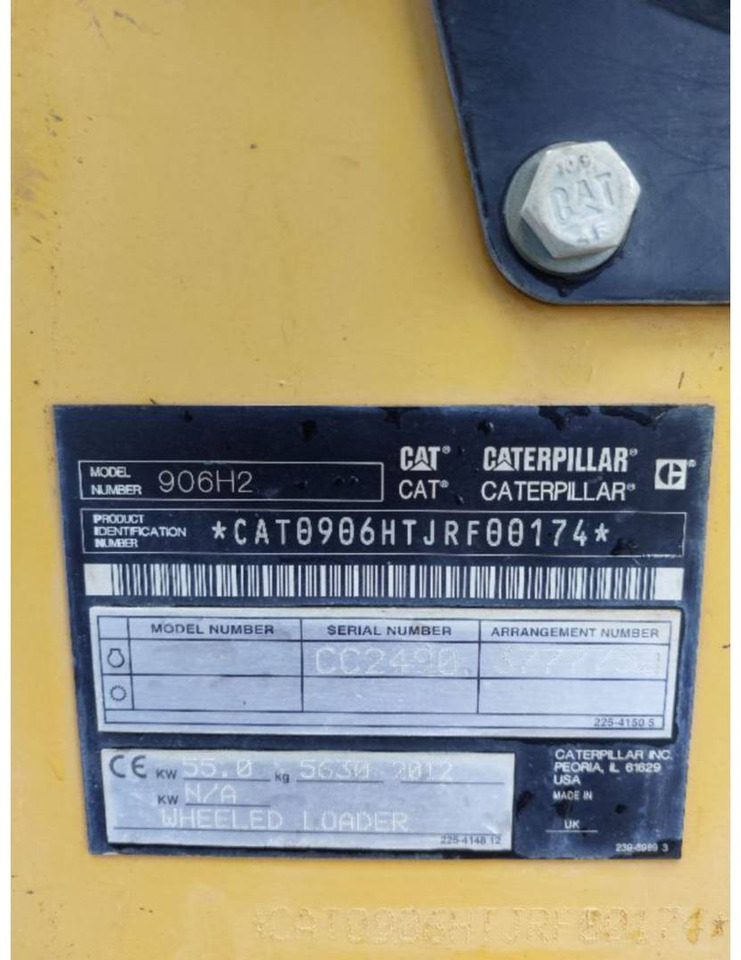 CAT
MODEL NUMBER 906H2
CAT® CATERPILLAR®
CAT® CATERPILLAR®
PRODUCT IDENTIFICATION NUMBER *CAT0906HTJRF00174*
MODEL NUMBER SERIAL NUMBER ARRANGEMENT NUMBER
CC2490
225-4150 5
CE KW 55.0 kg 5630 2012
KW N/A
WHEELED LOADER
225-4148 12
CATERPILLAR INC.
PEORIA, IL 61629
USA
MADE IN
UK
239-5989 3
*CAT0906HTJRF00174*